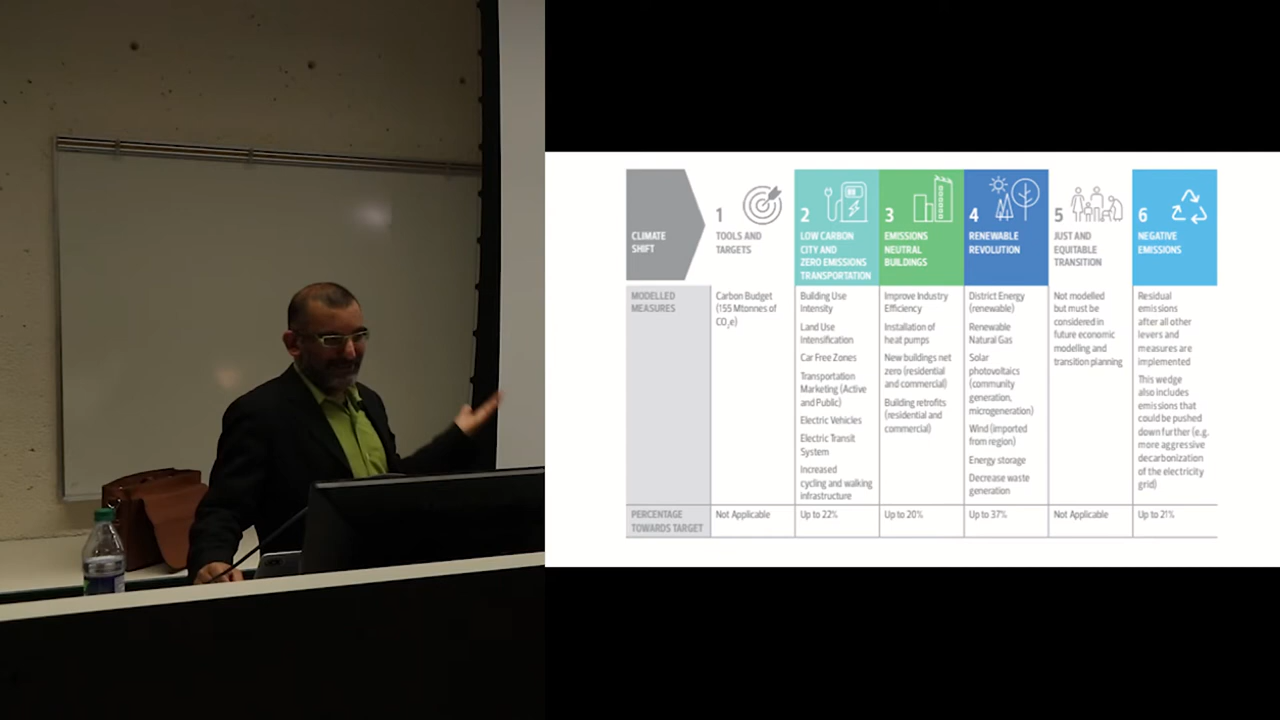 CLIMATE
SHIFT
1
TOOLS AND
TARGETS
2
LOW CARBON
CITY AND
ZERO EMISSIONS
TRANSPORTATION
3
EMISSIONS
NEUTRAL
BUILDINGS
4
RENEWABLE
REVOLUTION
5
JUST AND
EQUITABLE
TRANSITION
6
NEGATIVE
EMISSIONS
MODELLED
MEASURES
Carbon Budget
(155 Mtonnes of
CO₂e)
Building Use
Intensity
Land Use
Intensification
Car Free Zones
Transportation
Marketing (Active
and Public)
Electric Vehicles
Electric Transit
System
Increased
cycling and walking
infrastructure
Improve Industry
Efficiency
Installation of
heat pumps
New buildings net
zero (residential
and commercial)
Building retrofits
(residential and
commercial)
District Energy
(renewable)
Renewable
Natural Gas
Solar
photovoltaics
(community
generation,
microgeneration)
Wind (imported
from region)
Energy storage
Decrease waste
generation
Not modelled
but must be
considered in
future economic
modelling and
transition planning
Residual
emissions
after all other
levers and
measures are
implemented
This wedge
also includes
emissions that
could be pushed
down further (e.g.
more aggressive
decarbonization
of the electricity
grid)
PERCENTAGE
TOWARDS TARGET
Not Applicable
Up to 22%
Up to 20%
Up to 37%
Not Applicable
Up to 21%